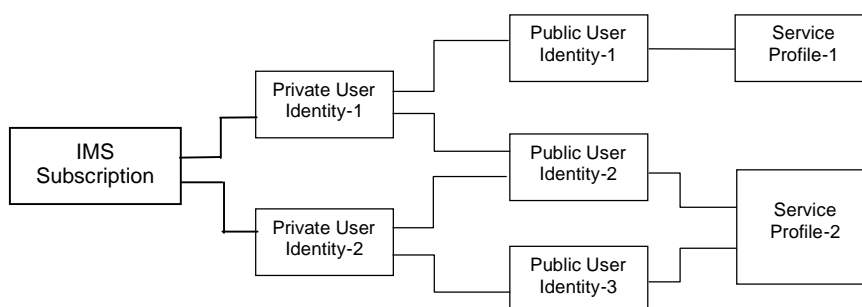 IMS
Subscription
Private User
Identity-1
Private User
Identity-2
Public User
Identity-1
Public User
Identity-2
Public User
Identity-3
Service
Profile-1
Service
Profile-2